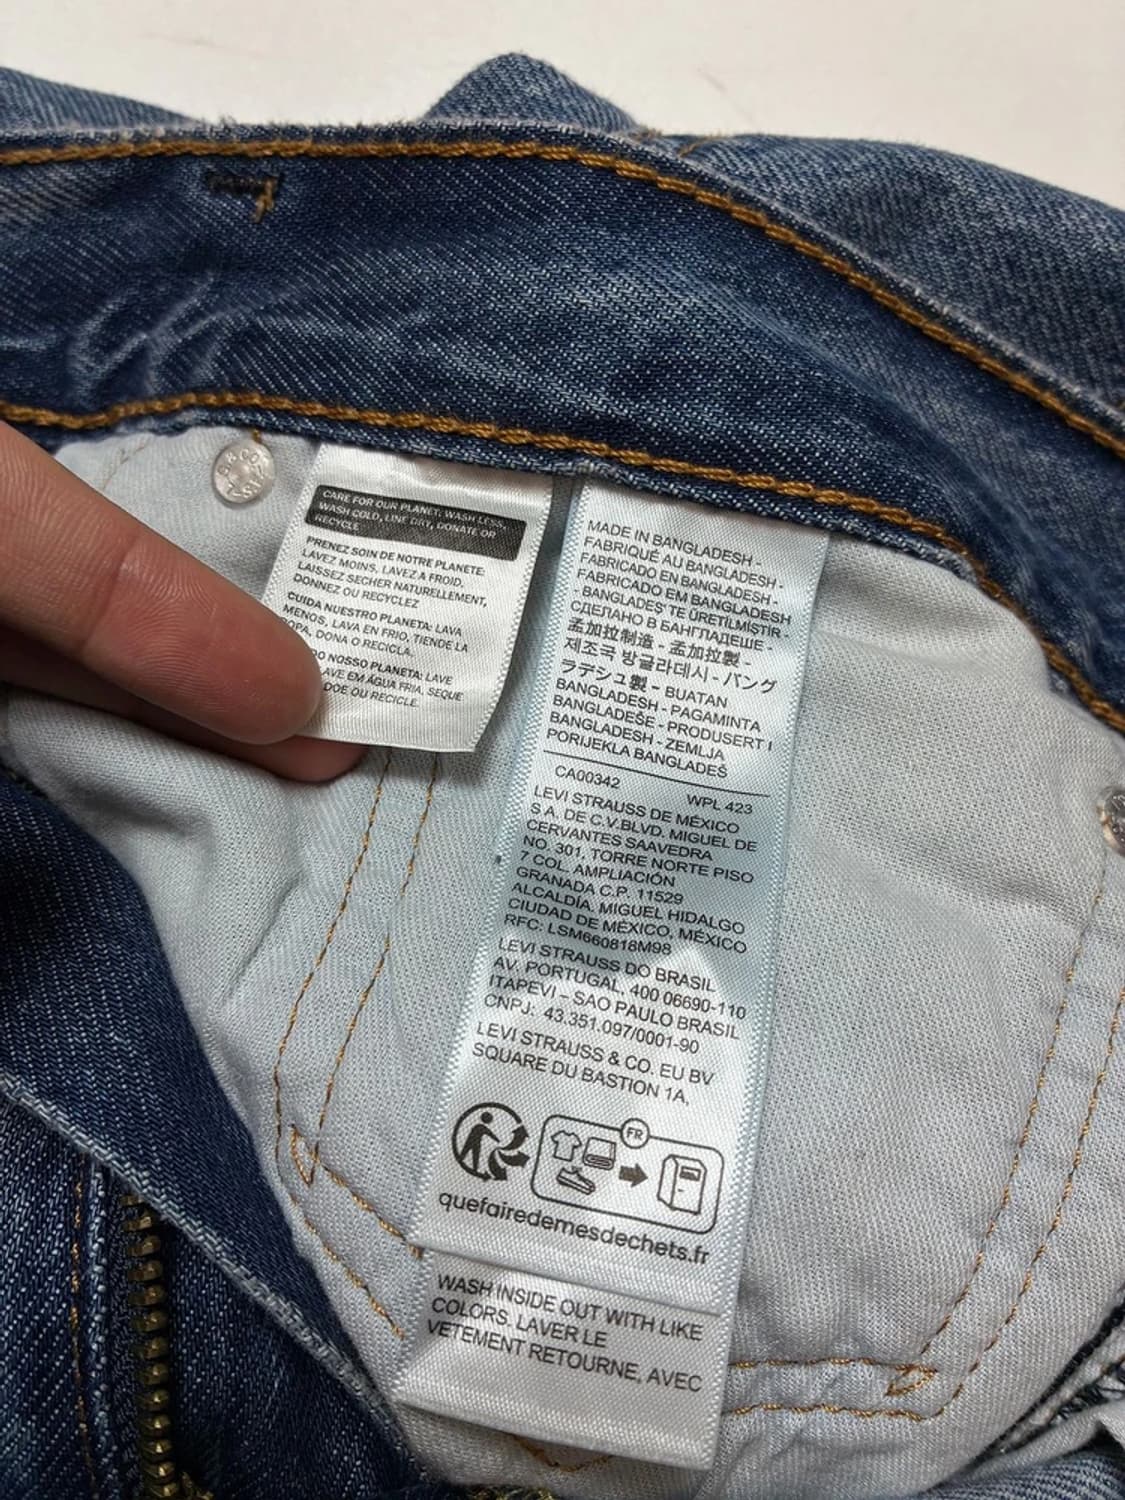 CARE FOR OUR PLANET: WASH LESS,
WASH COLD, LINE DRY, DONATE OR
RECYCLE
PRENEZ SOIN DE NOTRE PLANETE:
LAVEZ MOINS, LAVEZ A FROID,
LAISSEZ SECHER NATURELLEMENT,
DONNEZ OU RECYCLEZ
CUIDA NUESTRO PLANETA: LAVA
MENOS, LAVA EN FRIO, TIENDE LA
OPA, DONA O RECICLA.
DO NOSSO PLANETA: LAVE
AVE EM ÁGUA FRIA, SEQUE
DOE OU RECICLE.
MADE IN BANGLADESH -
FABRIQUÉ AU BANGLADESH -
FABRICADO EN BANGLADESH -
FABRICADO EM BANGLADESH
- BANGLADEŞ' TE ÜRETİLMİŞTİR -
СДЕЛАНО В БАНГЛАДЕШЕ -
孟加拉制造 - 孟加拉製 -
제조국 방글라데시 - バング
ラデシュ製 - BUATAN
BANGLADESH - PAGAMINTA
BANGLADEŠE - PRODUSERT I
BANGLADESH - ZEMLJA
PORIJEKLA BANGLADEŠ
CA00342 WPL 423
LEVI STRAUSS DE MÉXICO
S.A. DE C.V.BLVD. MIGUEL DE
CERVANTES SAAVEDRA
NO. 301, TORRE NORTE PISO
7 COL. AMPLIACIÓN
GRANADA C.P. 11529
ALCALDÍA, MIGUEL HIDALGO
CIUDAD DE MÉXICO, MÉXICO
RFC: LSM660818M98
LEVI STRAUSS DO BRASIL
AV. PORTUGAL, 400 06690-110
ITAPEVI – SAO PAULO BRASIL
CNPJ: 43.351.097/0001-90
LEVI STRAUSS & CO. EU BV
SQUARE DU BASTION 1A,
FR
quefairedemesdechets.fr
WASH INSIDE OUT WITH LIKE
COLORS. LAVER LE
VETEMENT RETOURNE, AVEC